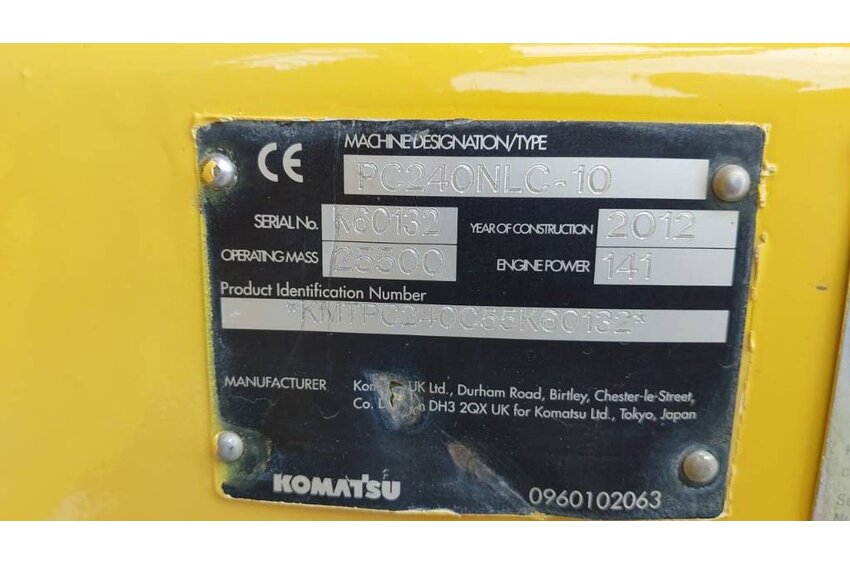 CE
MACHINE DESIGNATION/TYPE
PC240NLC-10
SERIAL No. K60132 YEAR OF CONSTRUCTION 2012
OPERATING MASS 25500 ENGINE POWER 141
Product Identification Number
*KMTPC240C55K60132*
MANUFACTURER UK Ltd., Durham Road, Birtley, Chester-le-Street,
Co. DH3 2QX UK for Komatsu Ltd., Tokyo, Japan
KOMATSU 0960102063